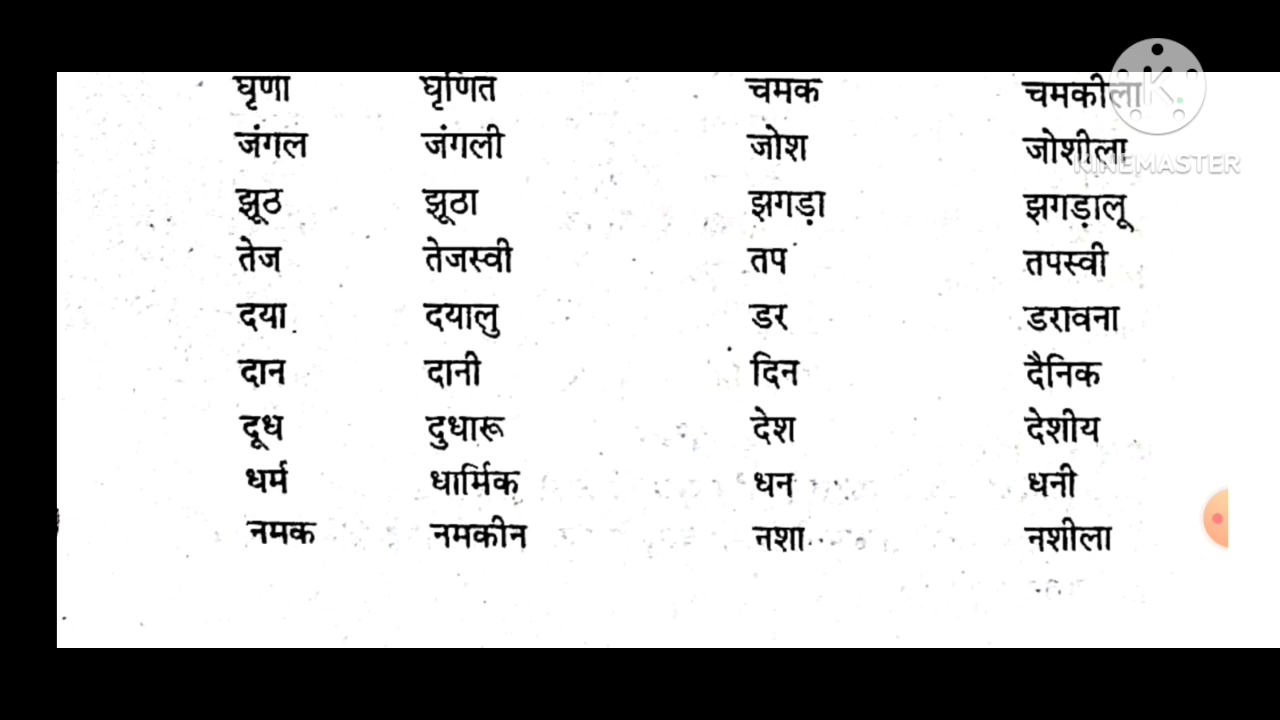 घृणा घृणित चमक चमकीला
जंगल जंगली जोश जोशीला
KINEMASTER
झूठ झूठा झगड़ा झगड़ालू
तेज तेजस्वी तप तपस्वी
दया दयालु डर डरावना
दान दानी दिन दैनिक
दूध दुधारू देश देशीय
धर्म धार्मिक धन धनी
नमक नमकीन नशा नशीला